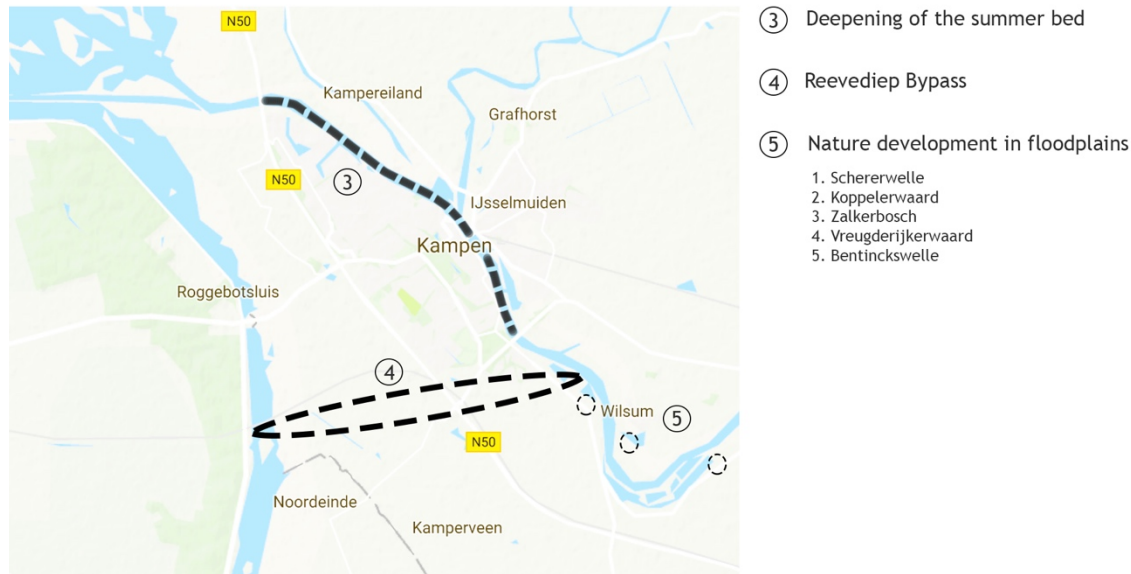 N50
Kampereiland
Grafhorst
N50
③
IJsselmuiden
Kampen
Roggebotsluis
④
Wilsum
⑤
N50
Noordeinde
Kamperveen
③ Deepening of the summer bed
④ Reevediep Bypass
⑤ Nature development in floodplains
1. Schererwelle
2. Koppelerwaard
3. Zalkerbosch
4. Vreugderijkerwaard
5. Bentinckswelle